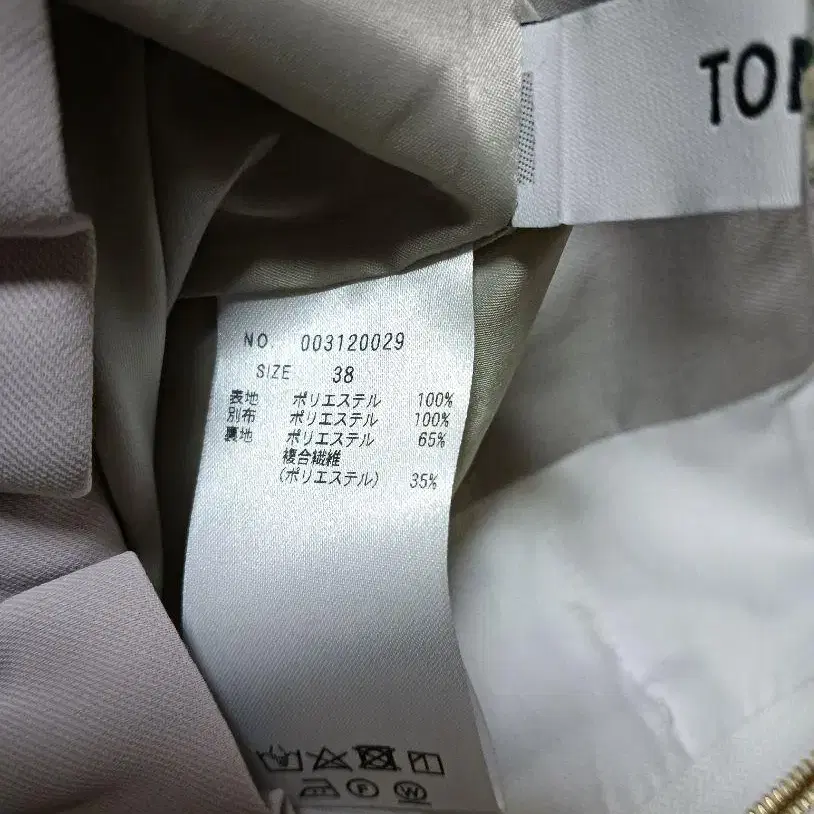 TO
NO. 003120029
SIZE 38
表地 ポリエステル 100%
別布 ポリエステル 100%
裏地 ポリエステル 65%
複合繊維
(ポリエステル) 35%